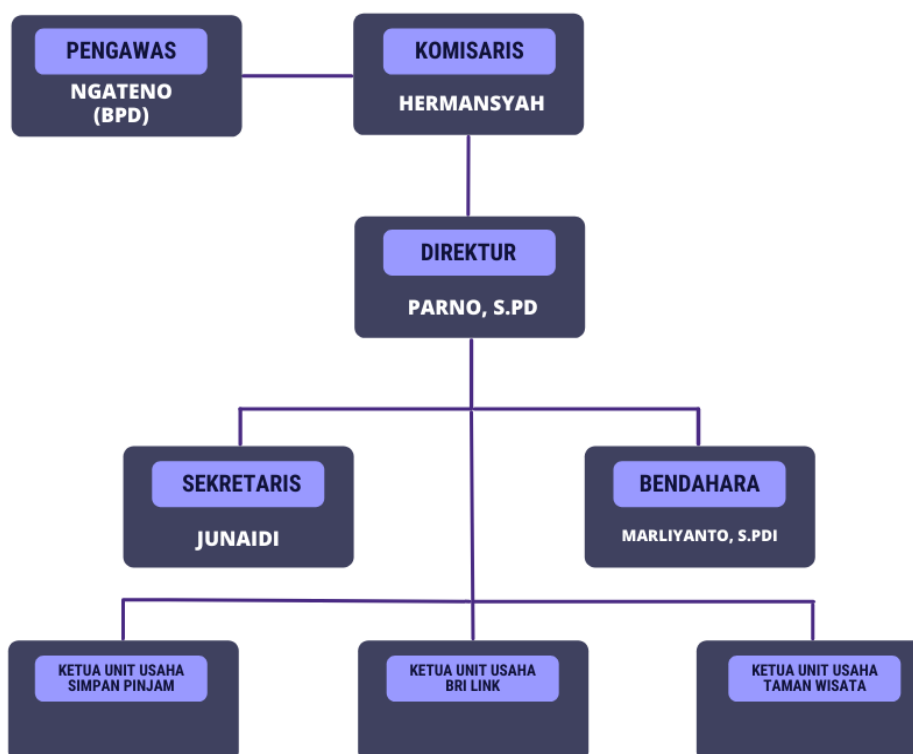 PENGAWAS
NGATENO
(BPD)
KOMISARIS
HERMANSYAH
DIREKTUR
PARNO, S.PD
SEKRETARIS
JUNAIDI
BENDAHARA
MARLIYANTO, S.PDI
KETUA UNIT USAHA
SIMPAN PINJAM
KETUA UNIT USAHA
BRI LINK
KETUA UNIT USAHA
TAMAN WISATA